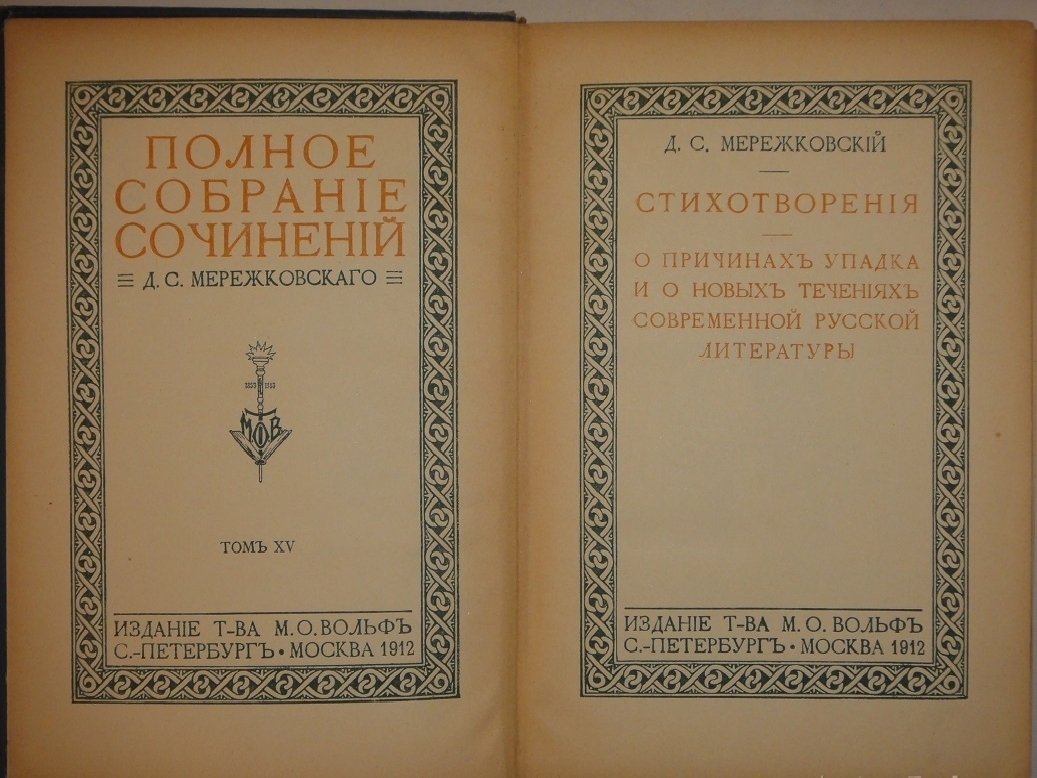 ПОЛНОЕ
СОБРАНІЕ
СОЧИНЕНІЙ
Д. С. МЕРЕЖКОВСКАГО
М.О.В.
ТОМЪ XV
ИЗДАНІЕ Т-ВА М. О. ВОЛЬФЪ
С.-ПЕТЕРБУРГЪ • МОСКВА 1912
Д. С. МЕРЕЖКОВСКІЙ
СТИХОТВОРЕНІЯ
О ПРИЧИНАХЪ УПАДКА
И О НОВЫХЪ ТЕЧЕНІЯХЪ
СОВРЕМЕННОЙ РУССКОЙ
ЛИТЕРАТУРЫ
ИЗДАНІЕ Т-ВА М. О. ВОЛЬФЪ
С.-ПЕТЕРБУРГЪ • МОСКВА 1912